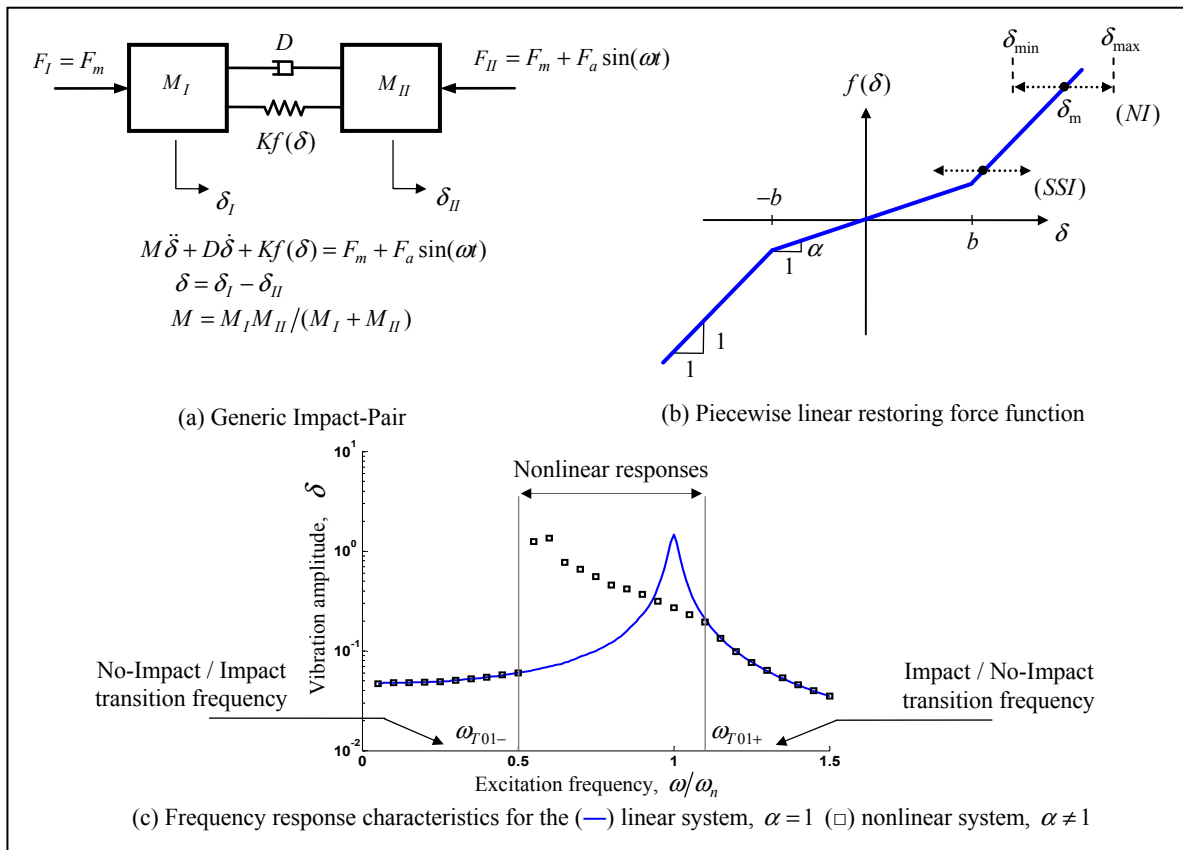 D
F_I = F_m
M_I
M_II
F_II = F_m + F_a sin(ωt)
Kf(δ)
δ_I
δ_II
Mδ̈ + Dδ̇ + Kf(δ) = F_m + F_a sin(ωt)
δ = δ_I − δ_II
M = M_I M_II/(M_I + M_II)
(a) Generic Impact-Pair
δ_min
δ_max
f(δ)
δ_m
(NI)
(SSI)
−b
b
δ
α
1
1
1
(b) Piecewise linear restoring force function
10^1
10^0
10^-1
10^-2
Vibration amplitude, δ
Nonlinear responses
No-Impact / Impact
transition frequency
Impact / No-Impact
transition frequency
ω_T01−
ω_T01+
0
0.5
1
1.5
Excitation frequency, ω/ω_n
(c) Frequency response characteristics for the (—) linear system, α = 1 (□) nonlinear system, α ≠ 1